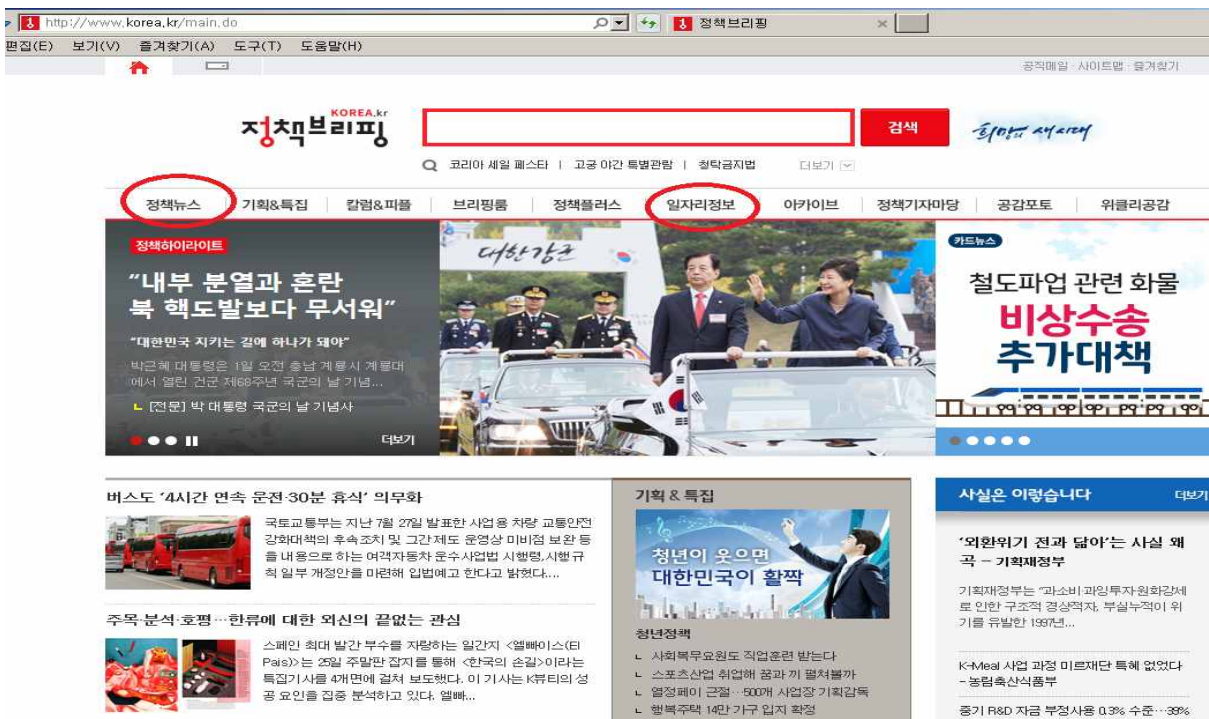 http://www.korea.kr/main.do
정책브리핑
편집(E) 보기(V) 즐겨찾기(A) 도구(T) 도움말(H)
공직메일 · 사이트맵 · 즐겨찾기
정책브리핑
KOREA.kr
검색
희망의 새 시대
코리아 세일 페스타 | 고궁 야간 특별관람 | 청탁금지법 더보기
정책뉴스 기획&특집 칼럼&피플 브리핑룸 정책플러스 일자리정보 아카이브 정책기자마당 공감포토 위클리공감
정책하이라이트
“내부 분열과 혼란
북 핵도발보다 무서워”
“대한민국 지키는 길에 하나가 돼야”
박근혜 대통령은 1일 오전 충남 계룡시 계룡대
에서 열린 건군 제68주년 국군의 날 기념...
[전문] 박 대통령 국군의 날 기념사
더보기
대한강군
카드뉴스
철도파업 관련 화물
비상수송
추가대책
버스도 ‘4시간 연속 운전·30분 휴식’ 의무화
국토교통부는 지난 7월 27일 발표한 사업용 차량 교통안전
강화대책의 후속조치 및 그간 제도 운영상 미비점 보완 등
을 내용으로 하는 여객자동차 운수사업법 시행령,시행규
칙 일부 개정안을 마련해 입법예고 한다고 밝혔다....
주목·분석·호평…한류에 대한 외신의 끝없는 관심
스페인 최대 발간 부수를 자랑하는 일간지 <엘빠이스(El
Pais)>는 25일 주말판 잡지를 통해 <한국의 손길>이라는
특집기사를 4개면에 걸쳐 보도했다. 이 기사는 K뷰티의 성
공 요인을 집중 분석하고 있다. 엘빠...
기획 & 특집
청년이 웃으면
대한민국이 활짝
청년정책
사회복무요원도 직업훈련 받는다
스포츠산업 취업해 꿈과 끼 펼쳐볼까
열정페이 근절…500개 사업장 기획감독
행복주택 14만 가구 입지 확정
사실은 이렇습니다
더보기
‘외환위기 전과 닮아’는 사실 왜
곡 – 기획재정부
기획재정부는 “과소비·과잉투자·원화강세
로 인한 구조적 경상적자, 부실누적이 위
기를 유발한 1997년...
K-Meal 사업 과정 미르재단 특혜 없었다
– 농림축산식품부
중기 R&D 자금 부정사용 0.3% 수준…39%